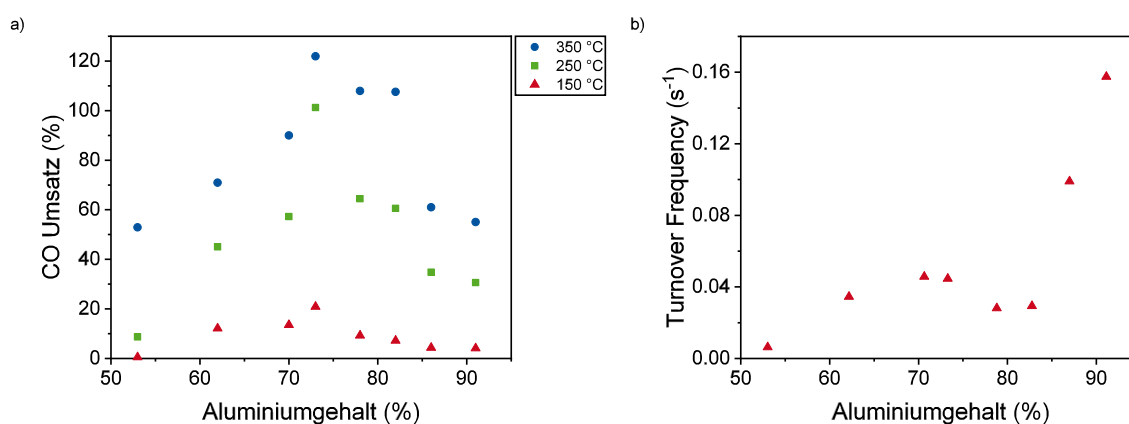 a)
CO Umsatz (%)
120
100
80
60
40
20
0
50
60
70
80
90
Aluminiumgehalt (%)
350 °C
250 °C
150 °C
b)
Turnover Frequency (s-1)
0.16
0.12
0.08
0.04
0.00
50
60
70
80
90
Aluminiumgehalt (%)